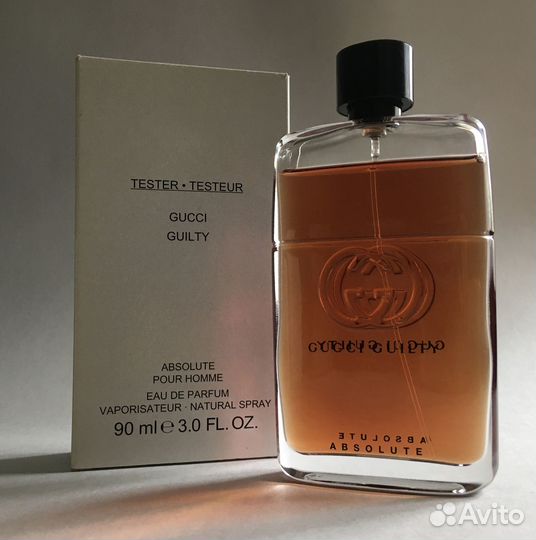 TESTER • TESTEUR
GUCCI
GUILTY
ABSOLUTE
POUR HOMME
EAU DE PARFUM
VAPORISATEUR · NATURAL SPRAY
90 ml ℮ 3.0 FL. OZ.
GUCCI GUILTY
ABSOLUTE
Avito